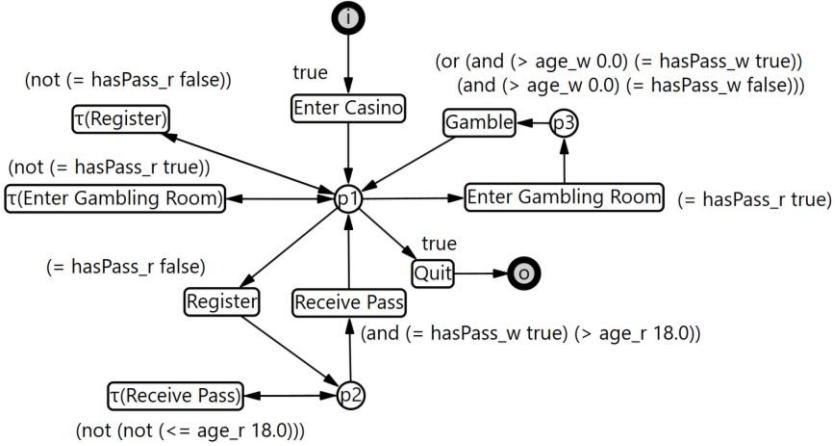 i
(or (and (> age_w 0.0) (= hasPass_w true))
(and (> age_w 0.0) (= hasPass_w false)))
true
(not (= hasPass_r false))
Enter Casino
τ(Register)
Gamble
p3
(not (= hasPass_r true))
τ(Enter Gambling Room)
p1
Enter Gambling Room
(= hasPass_r true)
true
(= hasPass_r false)
Quit
o
Register
Receive Pass
(and (= hasPass_w true) (> age_r 18.0))
τ(Receive Pass)
p2
(not (not (<= age_r 18.0)))